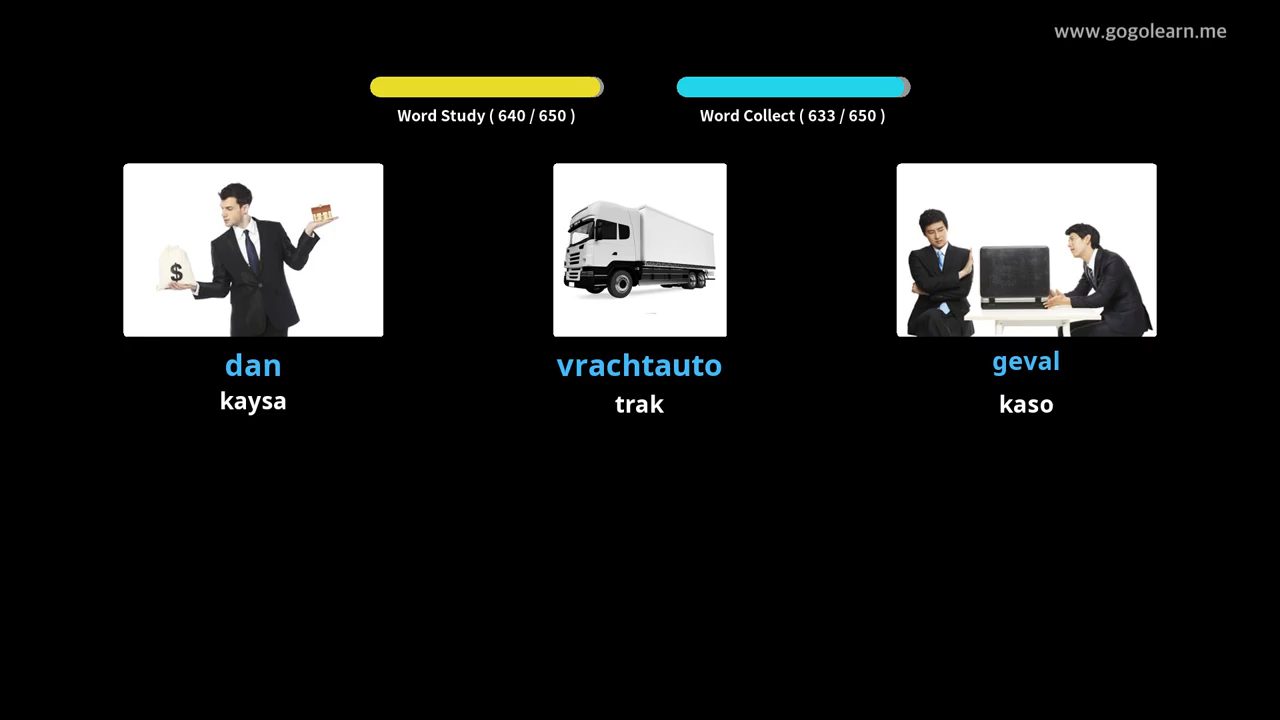 www.gogolearn.me
Word Study ( 640 / 650 )
Word Collect ( 633 / 650 )
$
dan
kaysa
vrachtauto
trak
geval
kaso